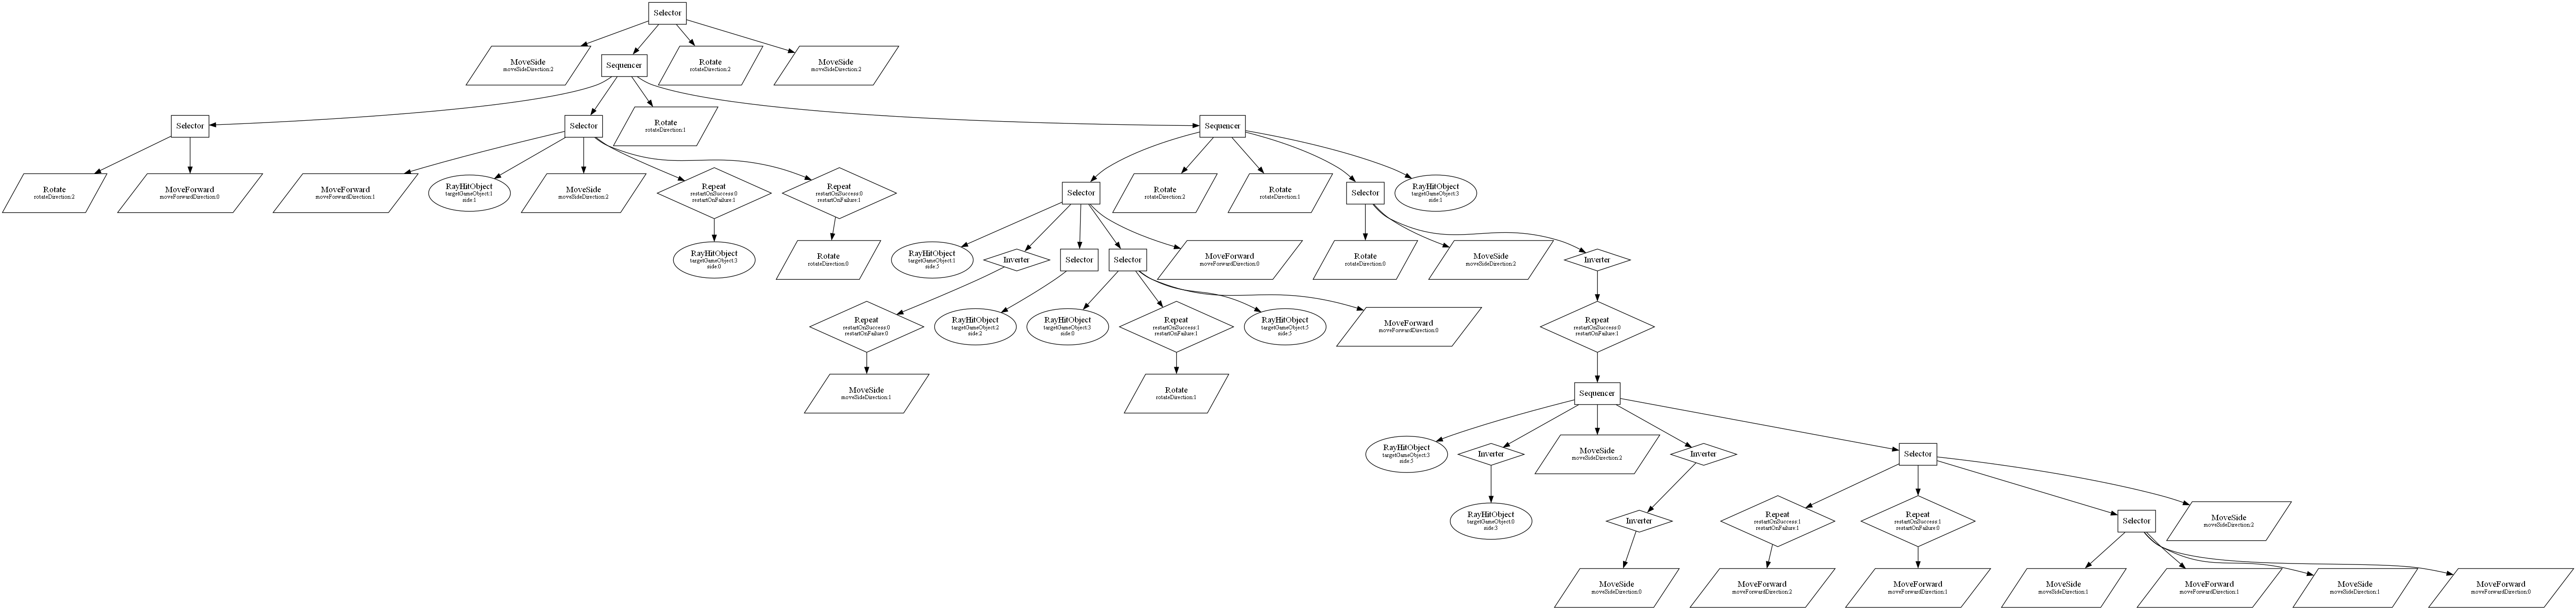 Selector
MoveSide
moveSideDirection:2
Sequencer
Rotate
rotateDirection:2
MoveSide
moveSideDirection:2
Selector
Selector
Rotate
rotateDirection:1
Sequencer
Rotate
rotateDirection:2
MoveForward
moveForwardDirection:0
MoveForward
moveForwardDirection:1
RayHitObject
targetGameObject:1
side:1
MoveSide
moveSideDirection:2
Repeat
restartOnSuccess:0
restartOnFailure:1
Repeat
restartOnSuccess:0
restartOnFailure:1
Selector
Rotate
rotateDirection:2
Rotate
rotateDirection:1
Selector
RayHitObject
targetGameObject:3
side:1
RayHitObject
targetGameObject:3
side:0
Rotate
rotateDirection:0
RayHitObject
targetGameObject:1
side:5
Inverter
Selector
Selector
MoveForward
moveForwardDirection:0
Rotate
rotateDirection:0
MoveSide
moveSideDirection:2
Inverter
Repeat
restartOnSuccess:0
restartOnFailure:0
RayHitObject
targetGameObject:2
side:2
RayHitObject
targetGameObject:3
side:0
Repeat
restartOnSuccess:1
restartOnFailure:1
RayHitObject
targetGameObject:5
side:5
MoveForward
moveForwardDirection:0
Repeat
restartOnSuccess:0
restartOnFailure:1
MoveSide
moveSideDirection:1
Rotate
rotateDirection:1
Sequencer
RayHitObject
targetGameObject:3
side:5
Inverter
MoveSide
moveSideDirection:2
Inverter
Selector
RayHitObject
targetGameObject:0
side:3
Inverter
Repeat
restartOnSuccess:1
restartOnFailure:1
Repeat
restartOnSuccess:1
restartOnFailure:0
Selector
MoveSide
moveSideDirection:2
MoveSide
moveSideDirection:0
MoveForward
moveForwardDirection:2
MoveForward
moveForwardDirection:1
MoveSide
moveSideDirection:1
MoveForward
moveForwardDirection:1
MoveSide
moveSideDirection:1
MoveForward
moveForwardDirection:0